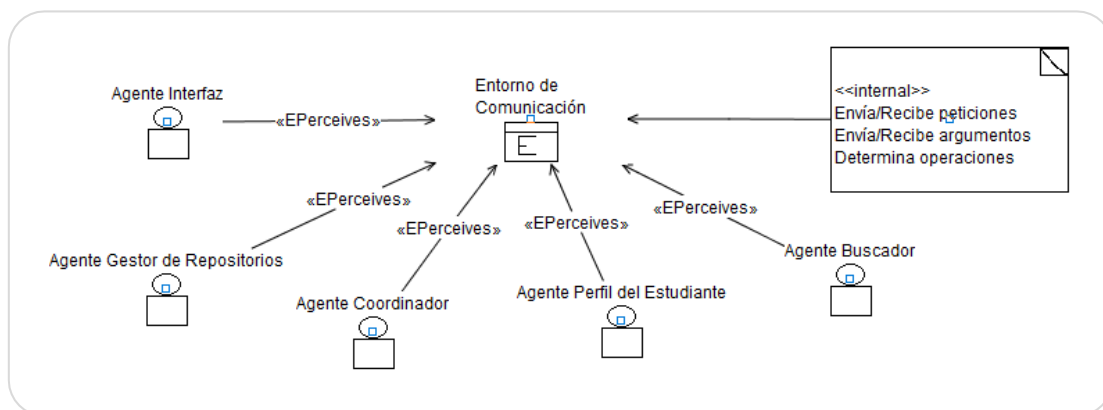 Entorno de
Comunicación
Agente Interfaz
«EPerceives»
E
<<internal>>
Envía/Recibe peticiones
Envía/Recibe argumentos
Determina operaciones
«EPerceives»
«EPerceives»
«EPerceives»
«EPerceives»
Agente Gestor de Repositorios
Agente Coordinador
Agente Perfil del Estudiante
Agente Buscador